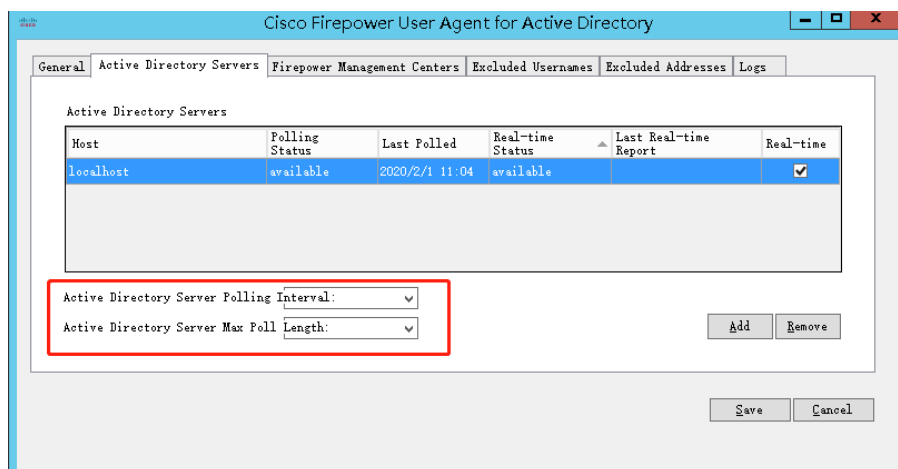 Cisco Firepower User Agent for Active Directory
General Active Directory Servers Firepower Management Centers Excluded Usernames Excluded Addresses Logs
Active Directory Servers
Host Polling Status Last Polled Real-time Status Last Real-time Report Real-time
localhost available 2020/2/1 11:04 available
Active Directory Server Polling Interval:
Active Directory Server Max Poll Length:
Add Remove
Save Cancel